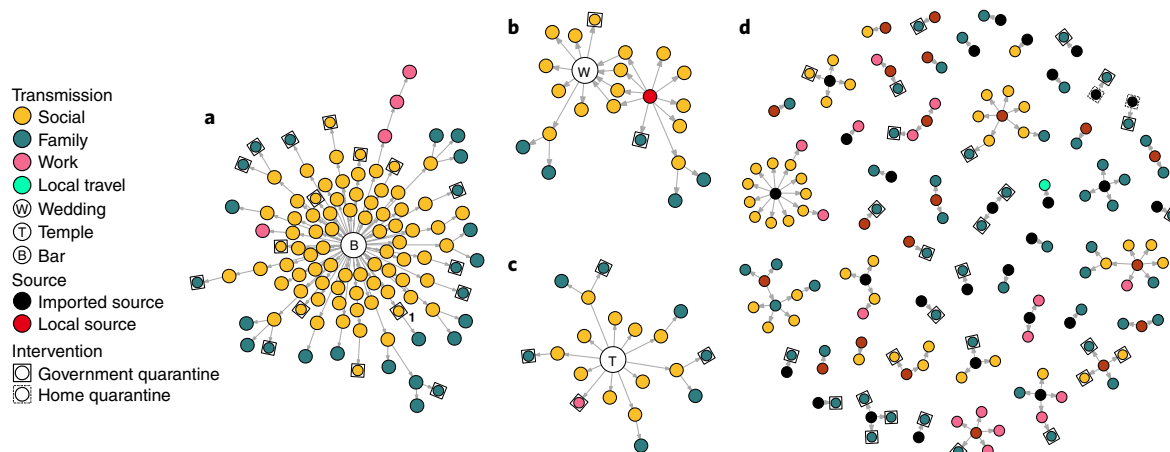 Transmission
Social
Family
Work
Local travel
W Wedding
T Temple
B Bar
Source
Imported source
Local source
Intervention
Government quarantine
Home quarantine
a
B
1
b
W
c
T
d